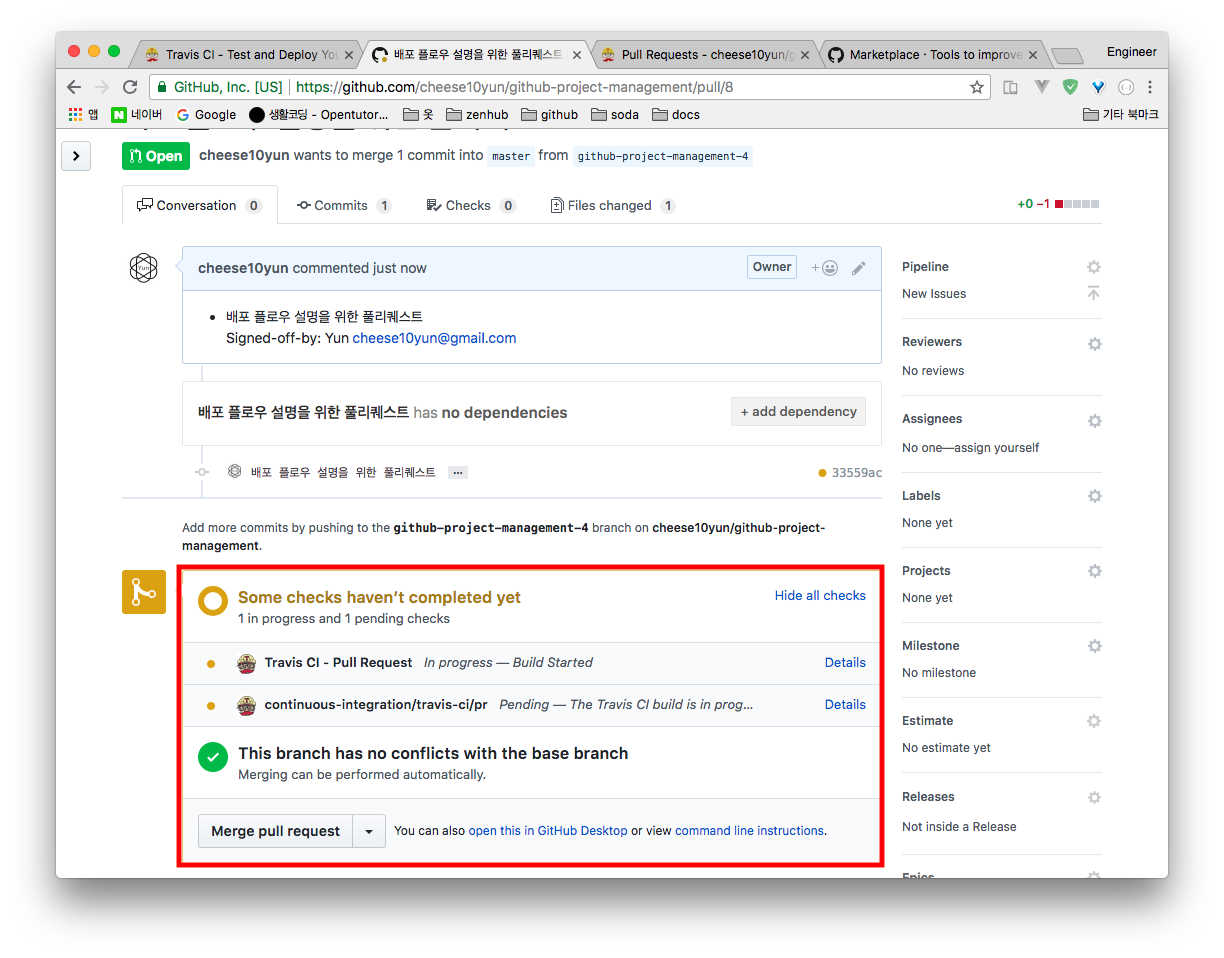 Travis CI - Test and Deploy You
배포 플로우 설명을 위한 풀리퀘스트
Pull Requests - cheese10yun/g
Marketplace · Tools to improve
Engineer
GitHub, Inc. [US]
https://github.com/cheese10yun/github-project-management/pull/8
앱
네이버
Google
생활코딩 - Opentutor...
옷
zenhub
github
soda
docs
기타 북마크
Open
cheese10yun wants to merge 1 commit into master from github-project-management-4
Conversation 0
Commits 1
Checks 0
Files changed 1
+0 −1
Yun
cheese10yun commented just now
Owner
배포 플로우 설명을 위한 풀리퀘스트
Signed-off-by: Yun cheese10yun@gmail.com
배포 플로우 설명을 위한 풀리퀘스트 has no dependencies
+ add dependency
배포 플로우 설명을 위한 풀리퀘스트 ...
33559ac
Add more commits by pushing to the github-project-management-4 branch on cheese10yun/github-project-
management.
Some checks haven’t completed yet
Hide all checks
1 in progress and 1 pending checks
Travis CI - Pull Request In progress — Build Started
Details
continuous-integration/travis-ci/pr Pending — The Travis CI build is in prog...
Details
This branch has no conflicts with the base branch
Merging can be performed automatically.
Merge pull request
You can also open this in GitHub Desktop or view command line instructions.
Pipeline
New Issues
Reviewers
No reviews
Assignees
No one—assign yourself
Labels
None yet
Projects
None yet
Milestone
No milestone
Estimate
No estimate yet
Releases
Not inside a Release
Epics